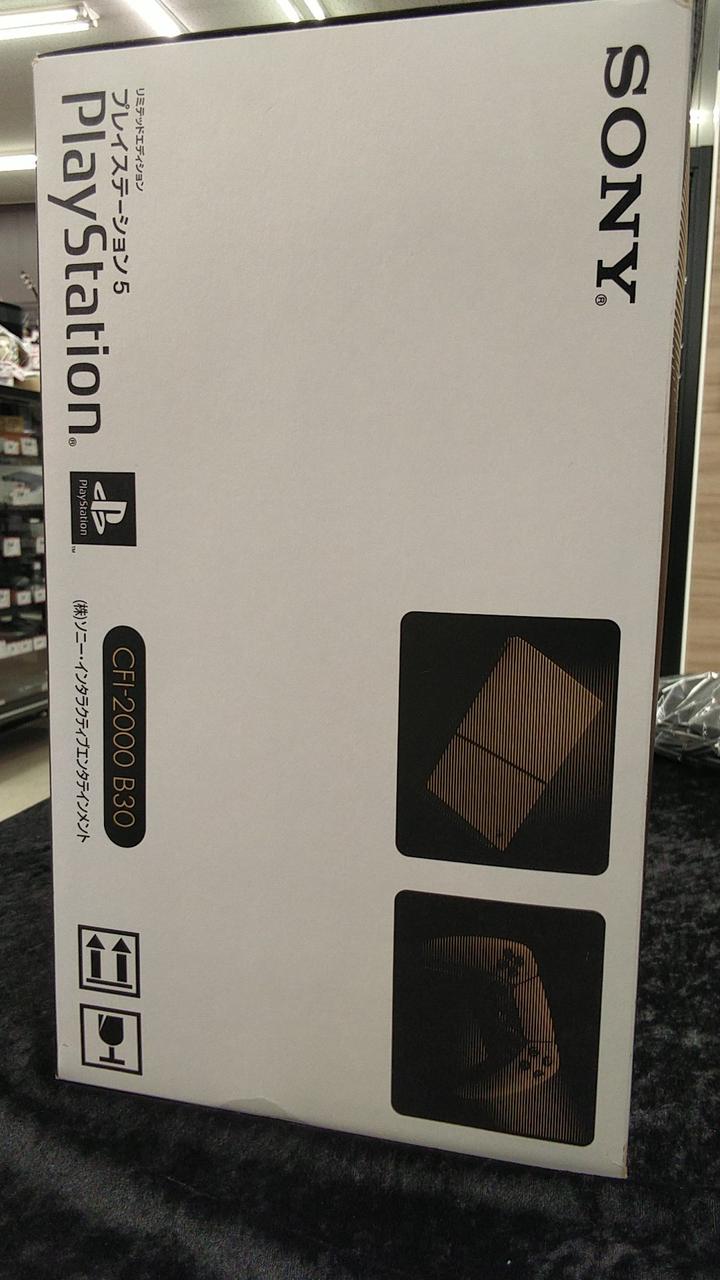 SONY®
リミテッドエディション
プレイステーション 5
PlayStation®
PlayStation™
CFI-2000 B30
(株)ソニー・インタラクティブエンタテインメント